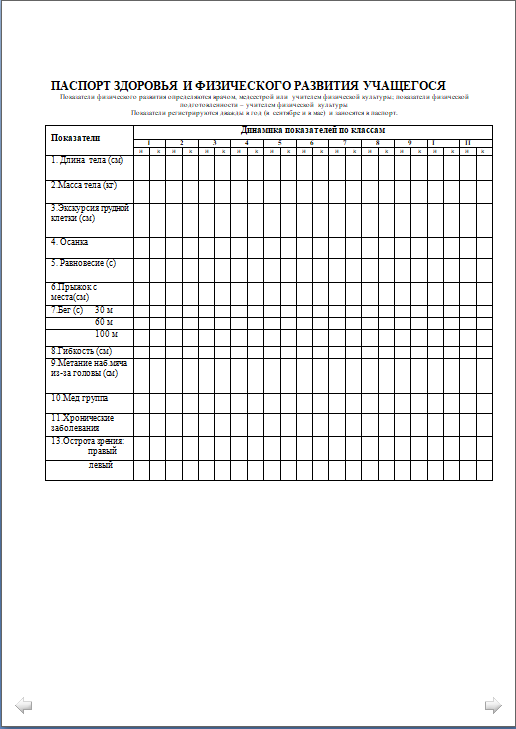 ПАСПОРТ ЗДОРОВЬЯ И ФИЗИЧЕСКОГО РАЗВИТИЯ УЧАЩЕГОСЯ
Показатели физического развития определяются врачом, медсестрой или учителем физической культуры; показатели физической
подготовленности – учителем физической культуры
Показатели регистрируются дважды в год (в сентябре и в мае) и заносятся в паспорт.
Показатели
Динамика показателей по классам
1 2 3 4 5 6 7 8 9 I II
н к н к н к н к н к н к н к н к н к н к н к
1. Длина тела (см)
2.Масса тела (кг)
3.Экскурсия грудной
клетки (см)
4. Осанка
5. Равновесие (с)
6.Прыжок с
места(см)
7.Бег (с) 30 м
60 м
100 м
8.Гибкость (см)
9.Метание наб.мяча
из-за головы (см)
10.Мед группа
11.Хронические
заболевания
13.Острота зрения:
правый
левый